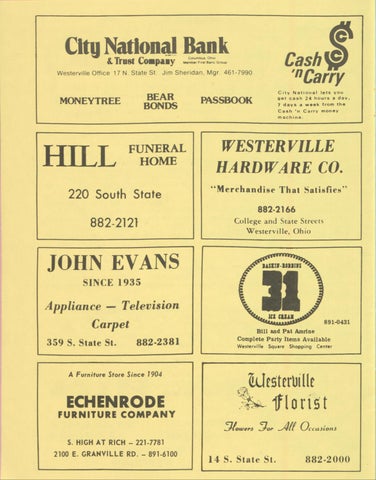 City National Bank
& Trust Company
Columbus, Ohio
Member First Banc Group
Westerville Office 17 N. State St. Jim Sheridan, Mgr. 461-7990
MONEYTREE BEAR BONDS PASSBOOK
Cash
'n Carry
City National lets you
get cash 24 hours a day,
7 days a week from the
Cash 'n Carry money
machine.
HILL FUNERAL
HOME
220 South State
882-2121
WESTERVILLE
HARDWARE CO.
"Merchandise That Satisfies"
882-2166
College and State Streets
Westerville, Ohio
JOHN EVANS
SINCE 1935
Appliance — Television
Carpet
359 S. State St. 882-2381
BASKIN-ROBBINS
31
ICE CREAM
891-0431
Bill and Pat Amrine
Complete Party Items Available
Westerville Square Shopping Center
A Furniture Store Since 1904
ECHENRODE
FURNITURE COMPANY
S. HIGH AT RICH – 221-7781
2100 E. GRANVILLE RD. – 891-6100
Westerville
Florist
Flowers For All Occasions
14 S. State St. 882-2000